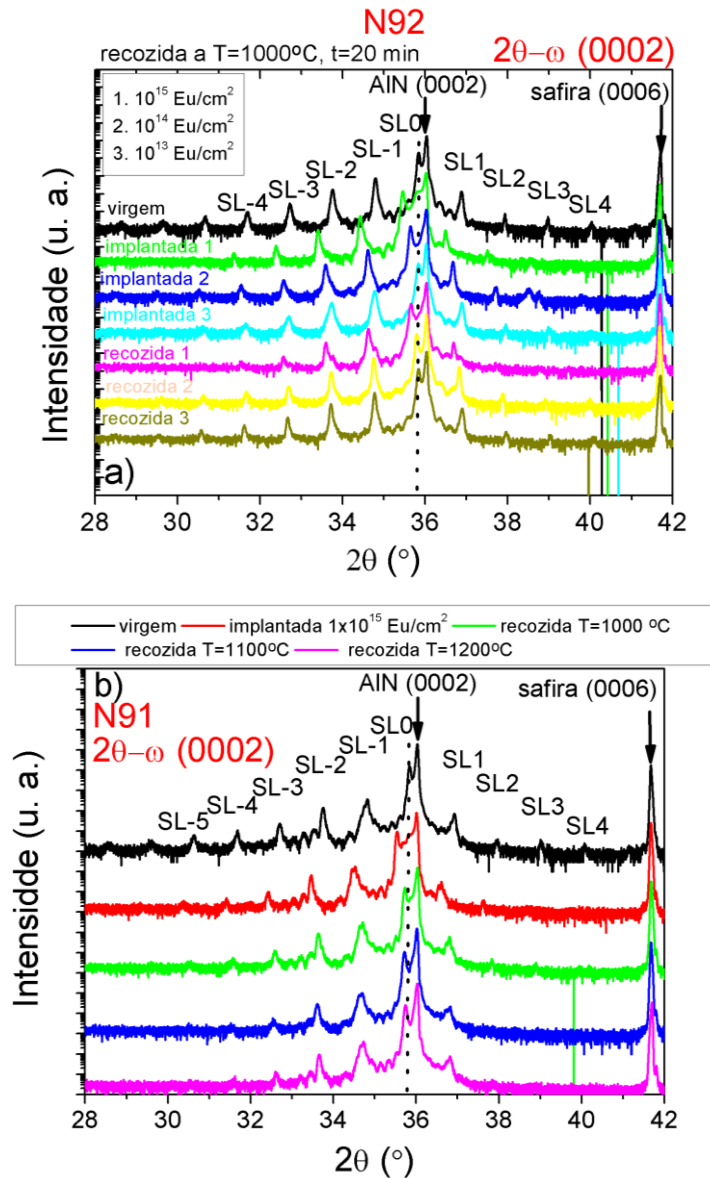 N92
recozida a T=1000ºC, t=20 min
2θ−ω (0002)
1. 10¹⁵ Eu/cm²
2. 10¹⁴ Eu/cm²
3. 10¹³ Eu/cm²
AlN (0002)
safira (0006)
SL-4
SL-3
SL-2
SL-1
SL0
SL1
SL2
SL3
SL4
virgem
implantada 1
implantada 2
implantada 3
recozida 1
recozida 2
recozida 3
Intensidade (u. a.)
a)
28 30 32 34 36 38 40 42
2θ (°)
virgem implantada 1x10¹⁵ Eu/cm² recozida T=1000 ºC
recozida T=1100ºC recozida T=1200ºC
b)
AlN (0002)
safira (0006)
N91
2θ−ω (0002)
SL-5
SL-4
SL-3
SL-2
SL-1
SL0
SL1
SL2
SL3
SL4
Intensidde (u. a.)
28 30 32 34 36 38 40 42
2θ (°)